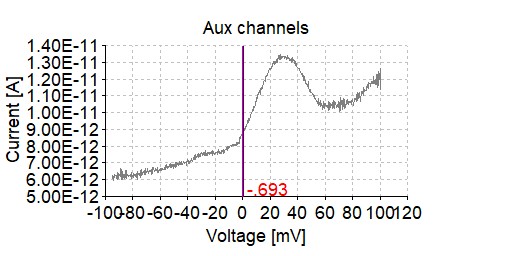 Aux channels
Current [A]
1.40E-11
1.30E-11
1.20E-11
1.10E-11
1.00E-11
9.00E-12
8.00E-12
7.00E-12
6.00E-12
5.00E-12
-.693
-100 -80 -60 -40 -20 0 20 40 60 80 100 120
Voltage [mV]